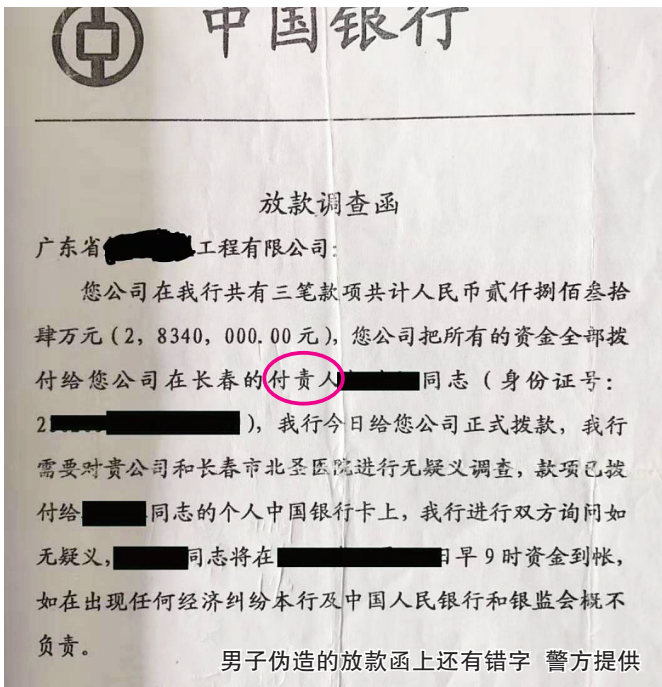 中国银行
放款调查函
广东省 工程有限公司:
您公司在我行共有三笔款项共计人民币贰仟捌佰叁拾
肆万元(2,8340,000.00元),您公司把所有的资金全部拨
付给您公司在长春的付责人 同志(身份证号:
2 ),我行今日给您公司正式拨款,我行
需要对贵公司和长春市北圣医院进行无疑义调查,款项已拨
付给 同志的个人中国银行卡上,我行进行双方询问如
无疑义, 同志将在 日早9时资金到帐,
如在出现任何经济纠纷本行及中国人民银行和银监会概不
负责。
男子伪造的放款函上还有错字 警方提供